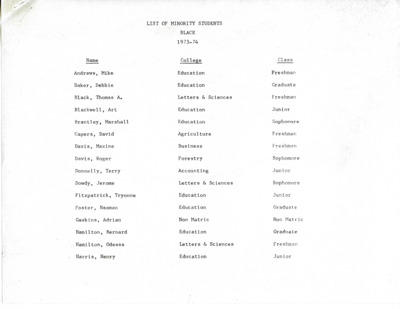 LIST OF MINORITY STUDENTS
BLACK
1973-74
Name College Class
Andrews, Mike Education Freshman
Baker, Debbie Education Graduate
Black, Thomas A. Letters & Sciences Freshman
Blackwell, Art Education Junior
Brantley, Marshall Education Sophomore
Capers, David Agriculture Freshman
Davis, Maxine Business Freshman
Davis, Roger Forestry Sophomore
Donnelly, Terry Accounting Junior
Dowdy, Jerome Letters & Sciences Sophomore
Fitzpatrick, Tryonne Education Junior
Foster, Neamon Education Graduate
Gaskins, Adrian Non Matric Non Matric
Hamilton, Bernard Education Graduate
Hamilton, Odessa Letters & Sciences Freshman
Harris, Henry Education Junior